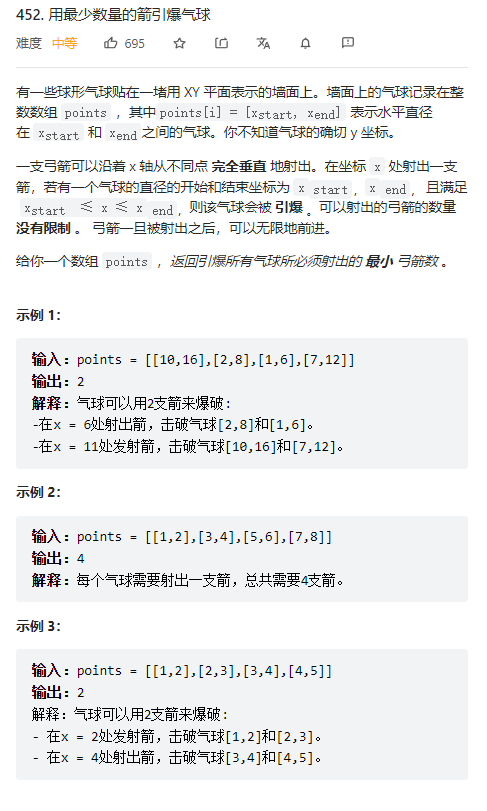 452. 用最少数量的箭引爆气球
难度 中等 695
有一些球形气球贴在一堵用 XY 平面表示的墙面上。墙面上的气球记录在整
数数组 points ，其中points[i] = [xstart, xend] 表示水平直径
在 xstart 和 xend之间的气球。你不知道气球的确切 y 坐标。
一支弓箭可以沿着 x 轴从不同点 完全垂直 地射出。在坐标 x 处射出一支
箭，若有一个气球的直径的开始和结束坐标为 x start，x end， 且满足
xstart ≤ x ≤ x end，则该气球会被 引爆 。可以射出的弓箭的数量
没有限制 。 弓箭一旦被射出之后，可以无限地前进。
给你一个数组 points ，返回引爆所有气球所必须射出的 最小 弓箭数 。
示例 1：
输入：points = [[10,16],[2,8],[1,6],[7,12]]
输出：2
解释：气球可以用2支箭来爆破:
-在x = 6处射出箭，击破气球[2,8]和[1,6]。
-在x = 11处发射箭，击破气球[10,16]和[7,12]。
示例 2：
输入：points = [[1,2],[3,4],[5,6],[7,8]]
输出：4
解释：每个气球需要射出一支箭，总共需要4支箭。
示例 3：
输入：points = [[1,2],[2,3],[3,4],[4,5]]
输出：2
解释：气球可以用2支箭来爆破:
- 在x = 2处发射箭，击破气球[1,2]和[2,3]。
- 在x = 4处射出箭，击破气球[3,4]和[4,5]。